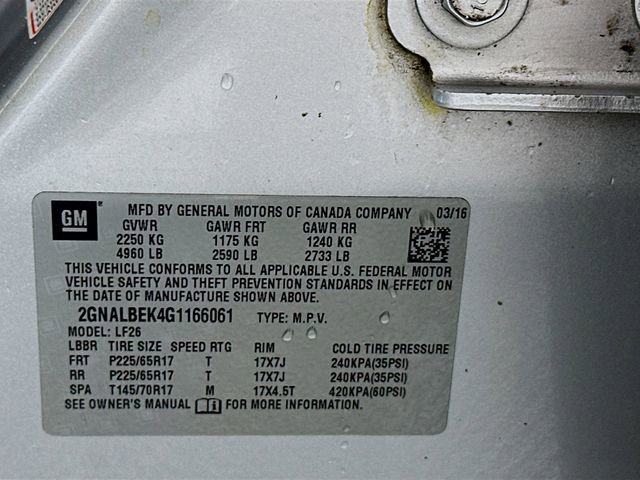 GM® MFD BY GENERAL MOTORS OF CANADA COMPANY 03/16
GVWR GAWR FRT GAWR RR
2250 KG 1175 KG 1240 KG
4960 LB 2590 LB 2733 LB
THIS VEHICLE CONFORMS TO ALL APPLICABLE U.S. FEDERAL MOTOR
VEHICLE SAFETY AND THEFT PREVENTION STANDARDS IN EFFECT ON
THE DATE OF MANUFACTURE SHOWN ABOVE.
2GNALBEK4G1166061 TYPE: M.P.V.
MODEL: LF26
LBBR TIRE SIZE SPEED RTG RIM COLD TIRE PRESSURE
FRT P225/65R17 T 17X7J 240KPA(35PSI)
RR P225/65R17 T 17X7J 240KPA(35PSI)
SPA T145/70R17 M 17X4.5T 420KPA(60PSI)
SEE OWNER'S MANUAL FOR MORE INFORMATION.